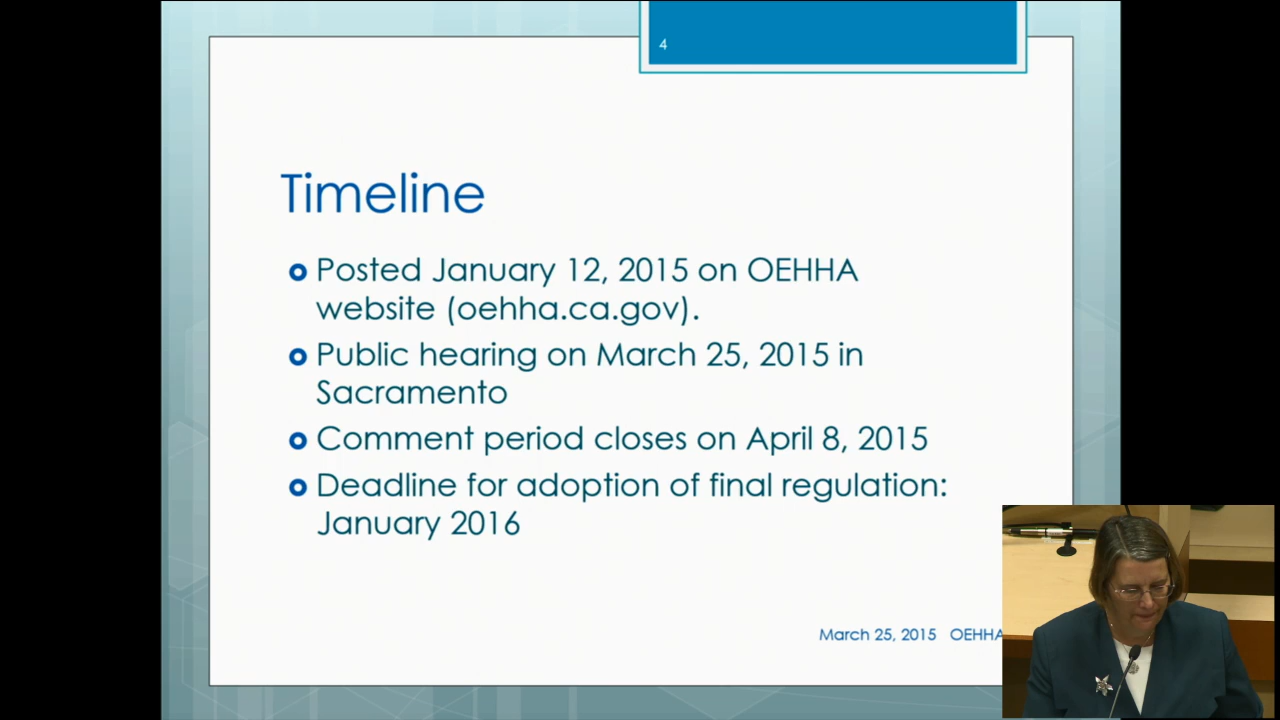 4
Timeline
Posted January 12, 2015 on OEHHA
website (oehha.ca.gov).
Public hearing on March 25, 2015 in
Sacramento
Comment period closes on April 8, 2015
Deadline for adoption of final regulation:
January 2016
March 25, 2015 OEHHA